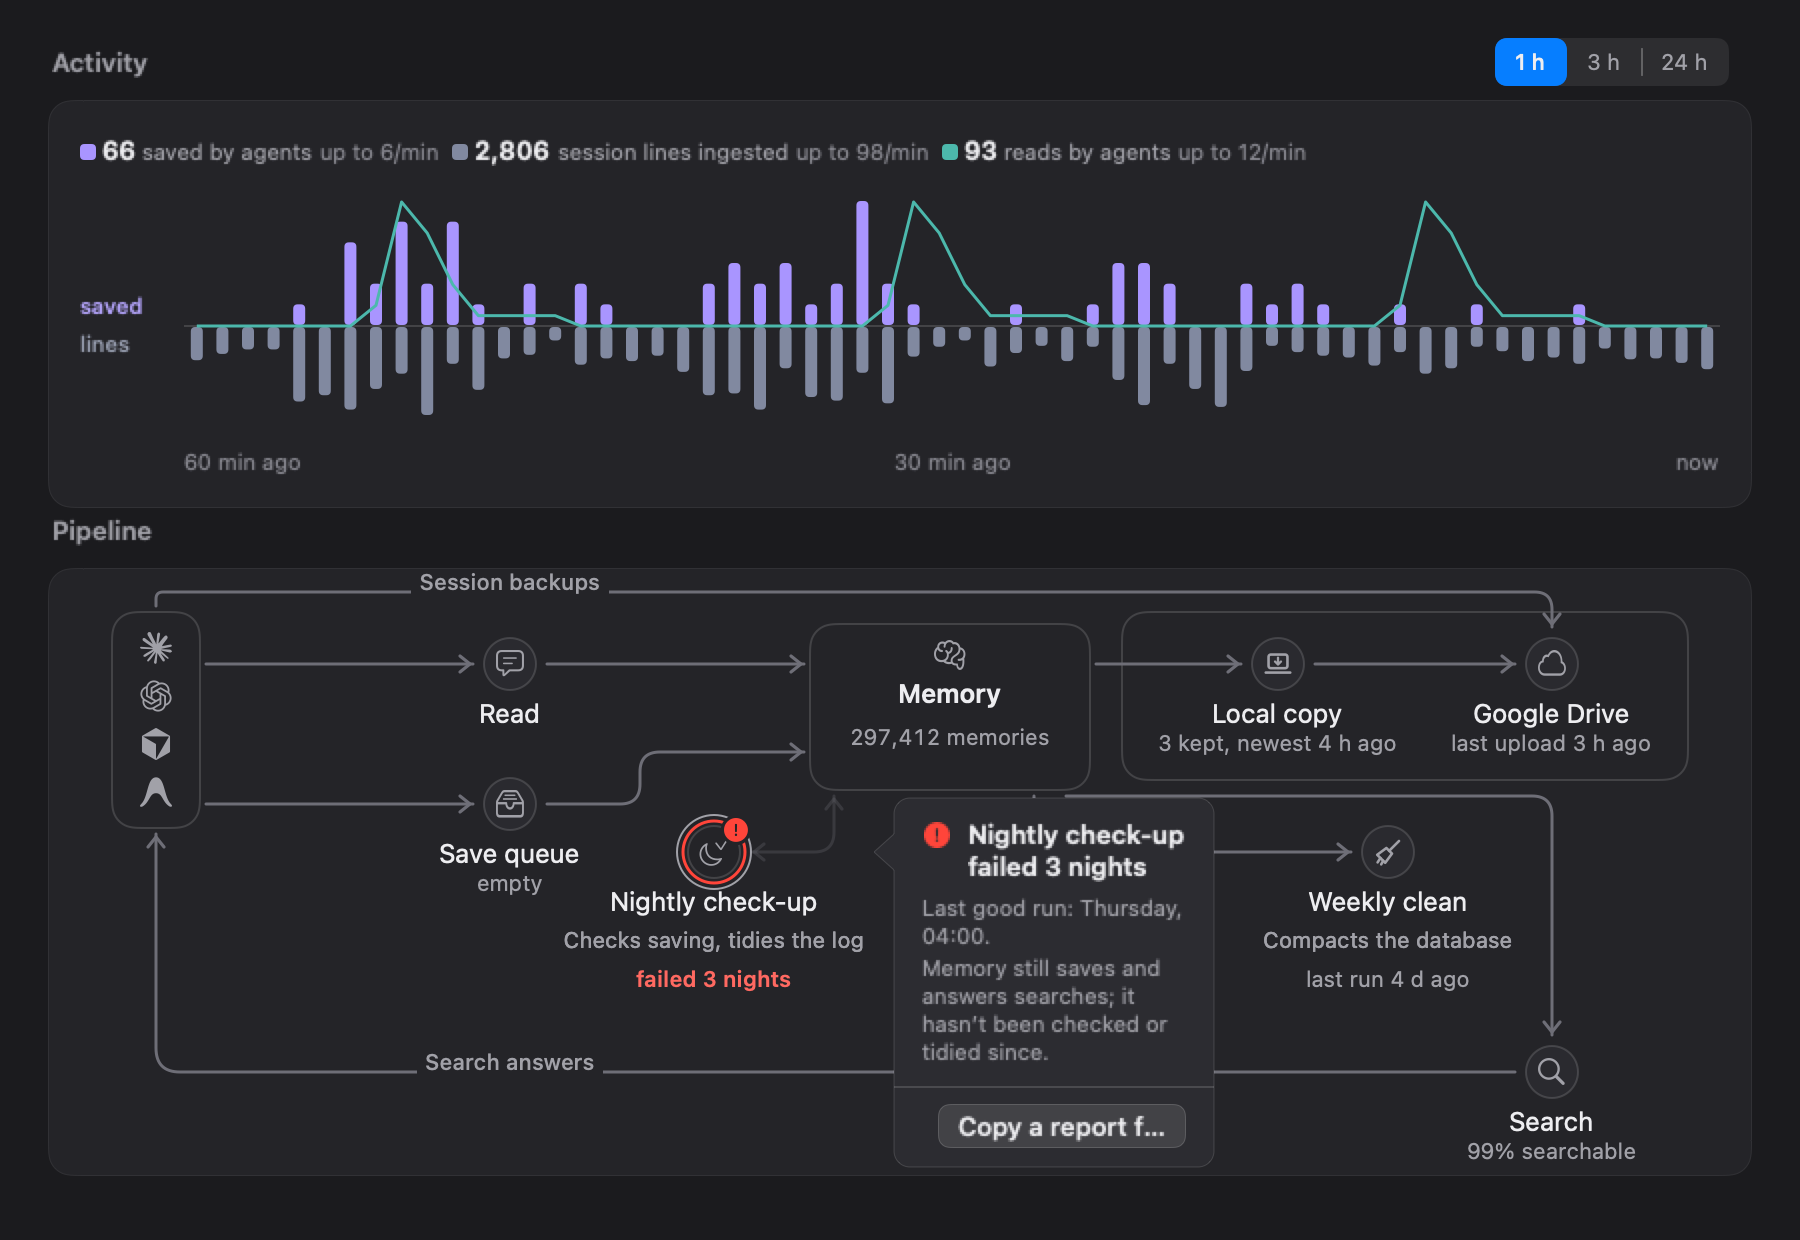 Activity
1 h 3 h 24 h
66 saved by agents up to 6/min 2,806 session lines ingested up to 98/min 93 reads by agents up to 12/min
saved
lines
60 min ago 30 min ago now
Pipeline
Session backups
Read
Memory
297,412 memories
Local copy
3 kept, newest 4 h ago
Google Drive
last upload 3 h ago
Save queue
empty
Nightly check-up
Checks saving, tidies the log
failed 3 nights
Nightly check-up
failed 3 nights
Last good run: Thursday,
04:00.
Memory still saves and
answers searches; it
hasn't been checked or
tidied since.
Copy a report f...
Weekly clean
Compacts the database
last run 4 d ago
Search answers
Search
99% searchable